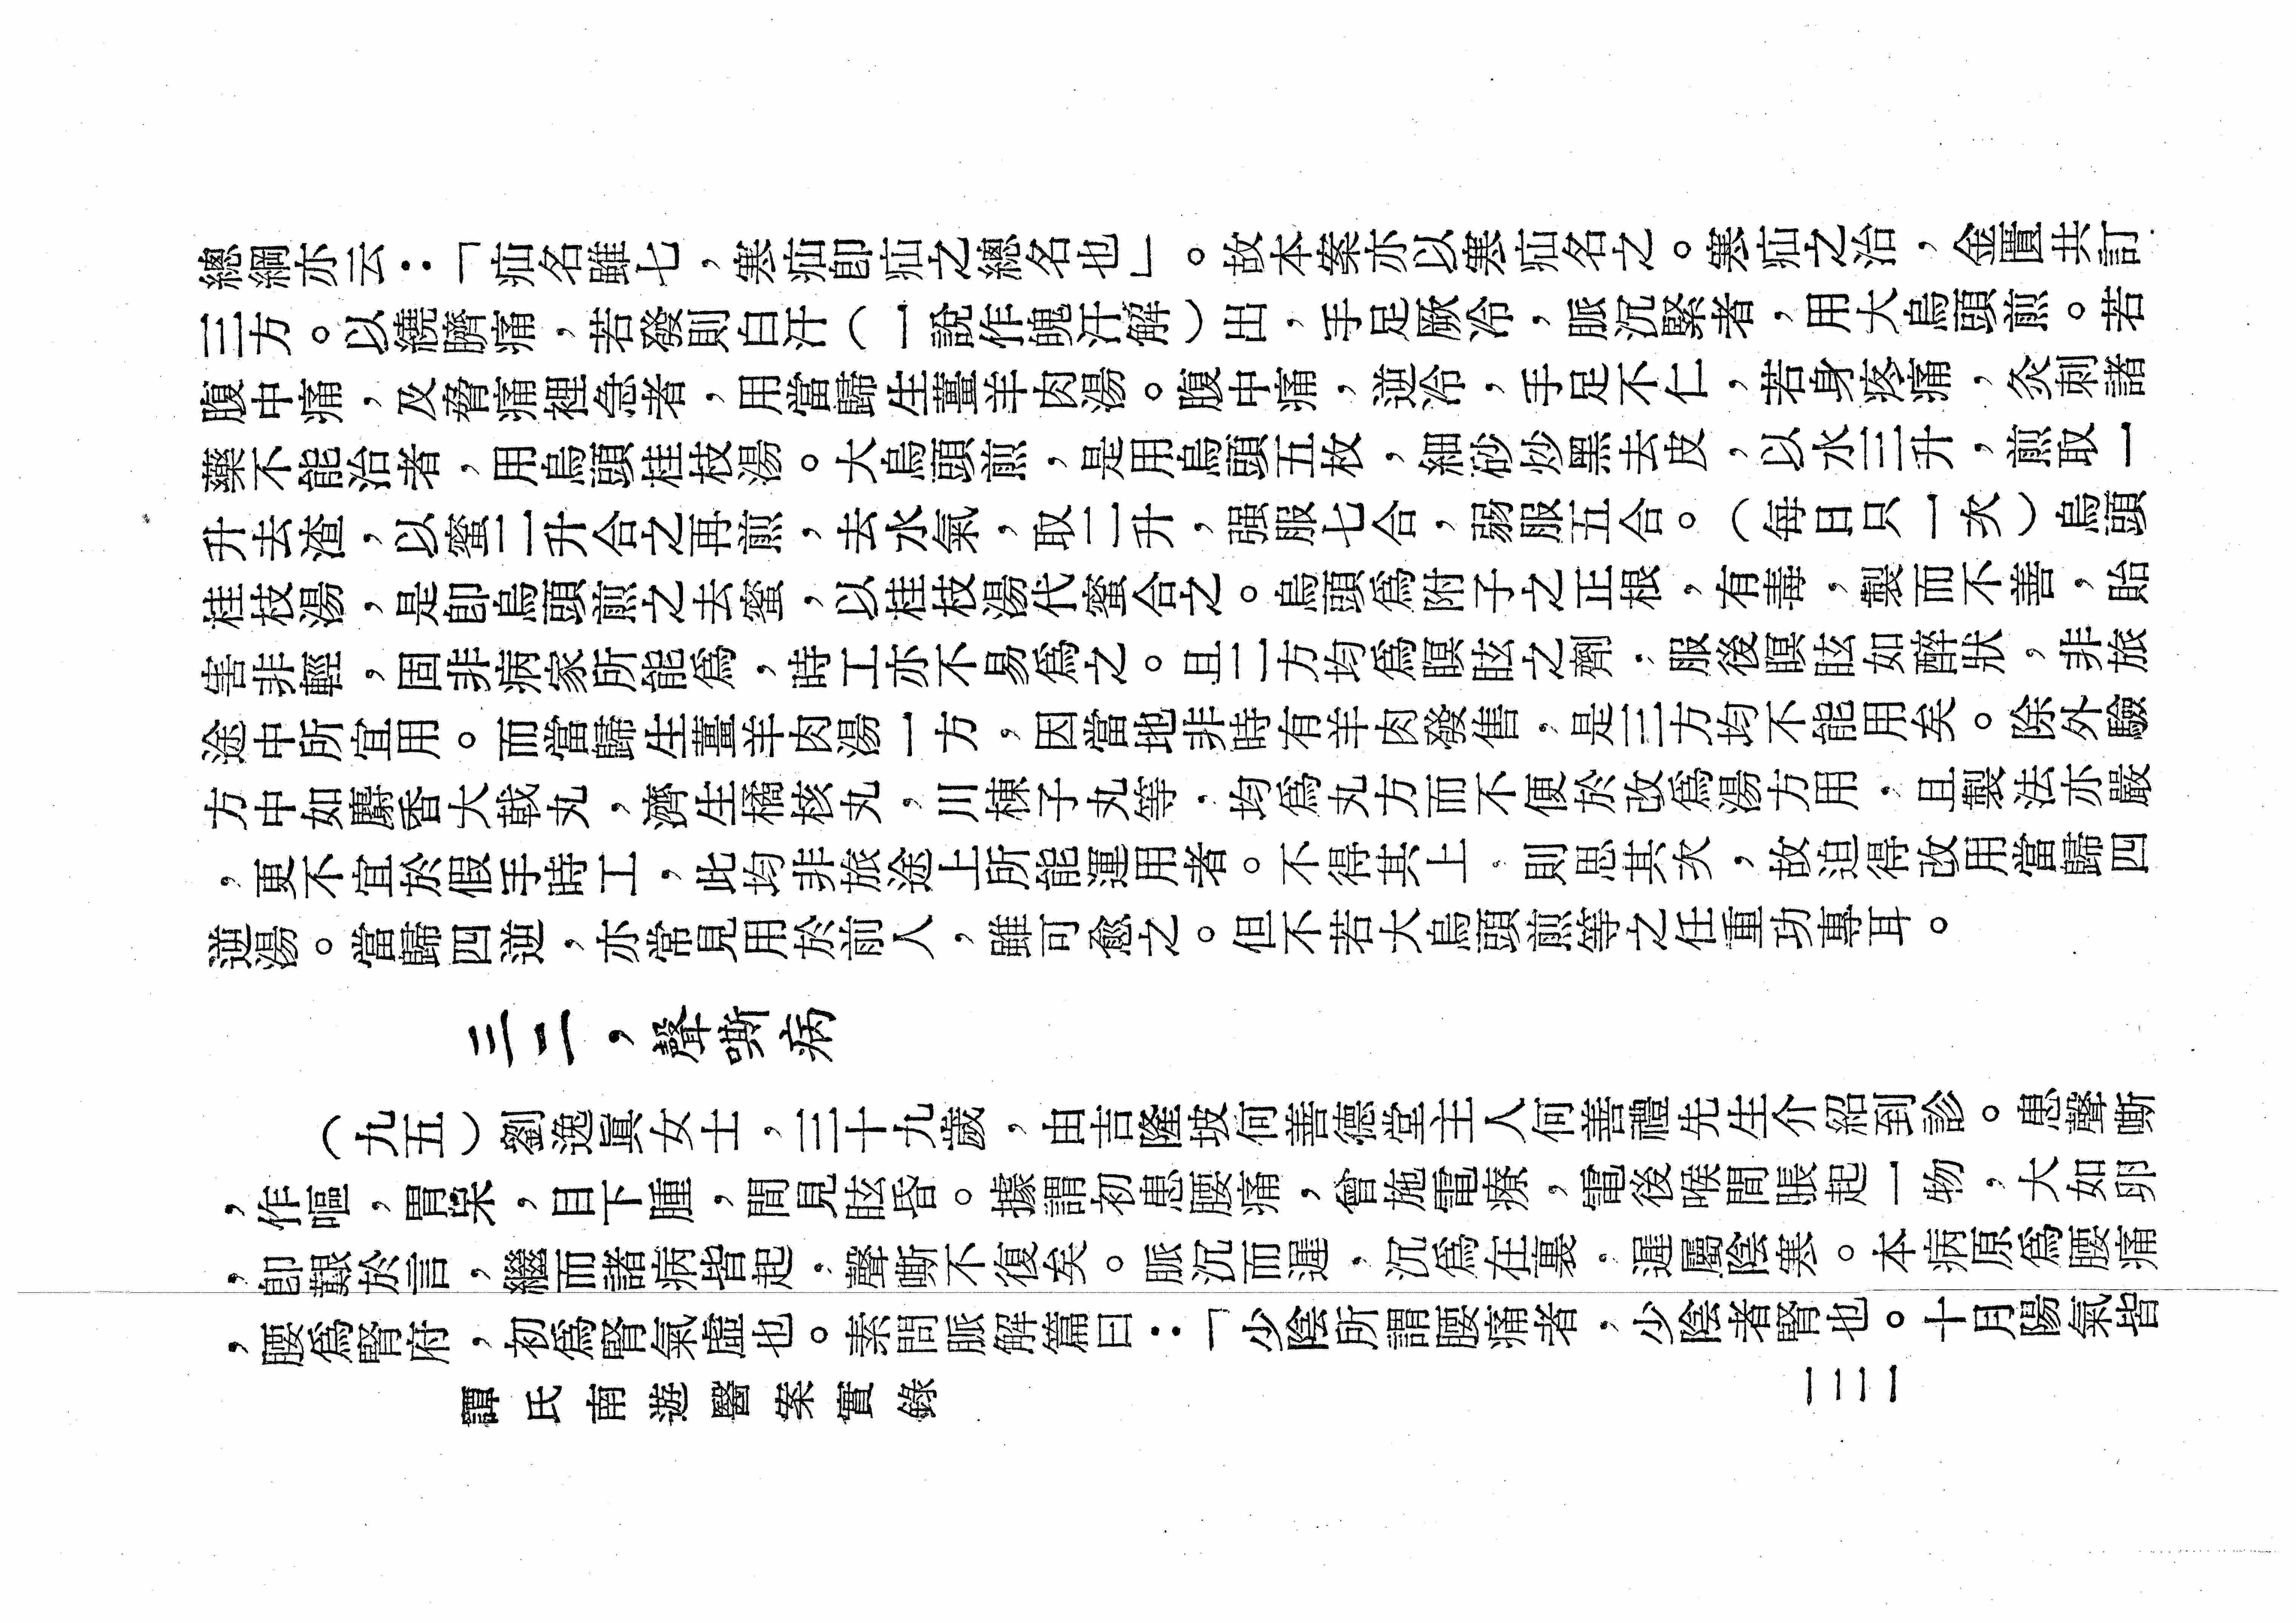 總綱亦云：「疝名雖七，寒疝卽疝之總名也」。故本案亦以寒疝名之。寒疝之治，金匱共訂
三方。以繞臍痛，若發則白汗（一說作魄汗解）出，手足厥冷，脈沉緊者，用大烏頭煎。若
腹中痛，及脅痛裡急者，用當歸生薑羊肉湯。腹中痛，逆冷，手足不仁，若身疼痛，灸刺諸
藥不能治者，用烏頭桂枝湯。大烏頭煎，是用烏頭五枚，細砂炒黑去皮，以水三升，煎取一
升去渣，以蜜二升合之再煎，去水氣，取二升，强服七合，弱服五合。（每日只一次）烏頭
桂枝湯，是卽烏頭煎之去蜜，以桂枝湯代蜜合之。烏頭爲附子之正根，有毒，製而不善，貽
害非輕，固非病家所能爲，時工亦不易爲之。且二方均爲瞑眩之劑，服後瞑眩如醉狀，非旅
途中所宜用。而當歸生薑羊肉湯一方，因當地非時有羊肉發售，是三方均不能用矣。除外驗
方中如麝香大戟丸，濟生橘核丸，川楝子丸等，均爲丸方而不便於改爲湯方用，且製法亦嚴
，更不宜於假手時工，此均非旅途上所能運用者。不得其上，則思其次，故迫得改用當歸四
逆湯。當歸四逆，亦常見用於前人，雖可愈之。但不若大烏頭煎等之任重功專耳。
三二，聲嘶病
（九五）劉逸眞女士，三十九歲，由吉隆坡何善德堂主人何善禮先生介紹到診。患聲嘶
，作嘔，胃呆，目下腫，間見眩昏。據謂初患腰痛，曾施電療，電後喉間脹起一物，大如卵
，卽艱於言，繼而諸病皆起，聲嘶不復矣。脈沉而遲，沉爲在裏，遲屬陰寒。本病原爲腰痛
，腰爲腎府，初爲腎氣虛也。素問脈解篇曰：「少陰所謂腰痛者，少陰者腎也。十月陽氣皆
譚氏南遊醫案實錄
一三一